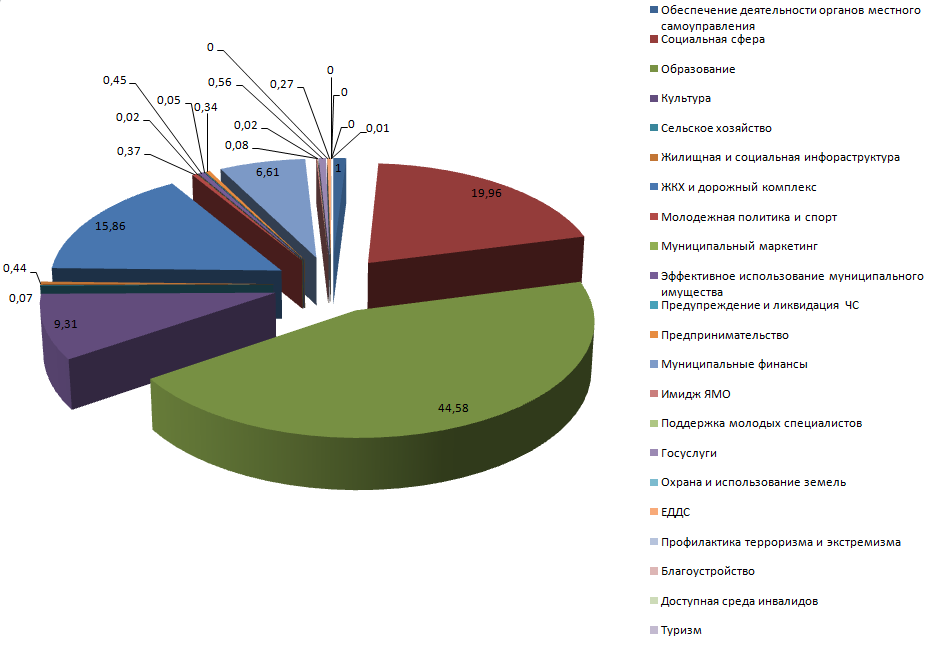 Обеспечение деятельности органов местного
самоуправления
Социальная сфера
Образование
Культура
Сельское хозяйство
Жилищная и социальная инфораструктура
ЖКХ и дорожный комплекс
Молодежная политика и спорт
Муниципальный маркетинг
Эффективное использование муниципального
имущества
Предупреждение и ликвидация ЧС
Предпринимательство
Муниципальные финансы
Имидж ЯМО
Поддержка молодых специалистов
Госуслуги
Охрана и использование земель
ЕДДС
Профилактика терроризма и экстремизма
Благоустройство
Доступная среда инвалидов
Туризм
1
19,96
44,58
9,31
0,07
0,44
15,86
0,37
0,02
0,45
0,05
0,34
6,61
0,08
0,02
0,56
0
0,27
0
0
0
0,01